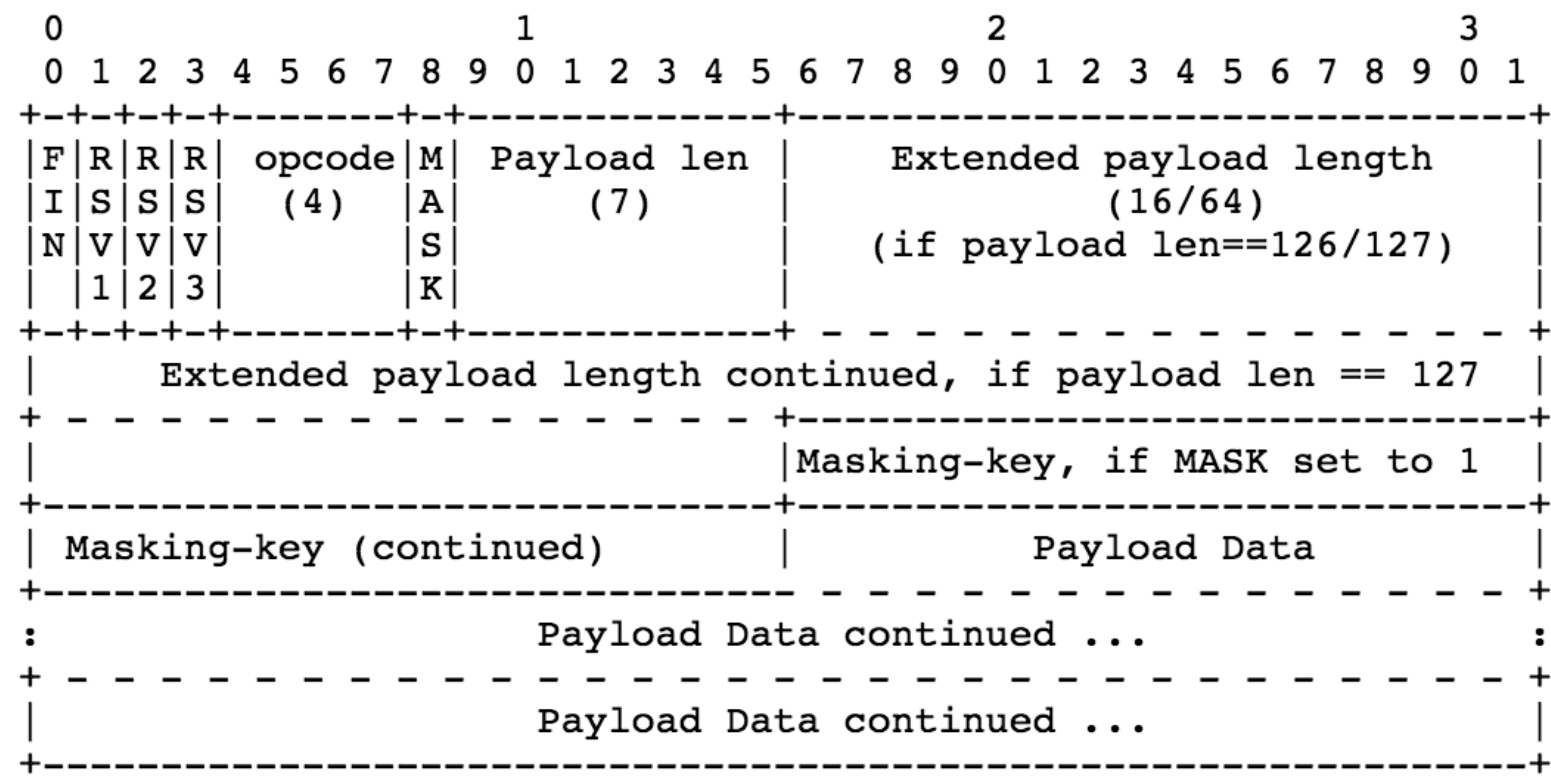 0                   1                   2                   3
 0 1 2 3 4 5 6 7 8 9 0 1 2 3 4 5 6 7 8 9 0 1 2 3 4 5 6 7 8 9 0 1
+-+-+-+-+-------+-+-------------+-------------------------------+
|F|R|R|R| opcode|M| Payload len |    Extended payload length    |
|I|S|S|S|  (4)  |A|     (7)     |             (16/64)           |
|N|V|V|V|       |S|             |   (if payload len==126/127)   |
| |1|2|3|       |K|             |                               |
+-+-+-+-+-------+-+-------------+ - - - - - - - - - - - - - - - +
|     Extended payload length continued, if payload len == 127  |
+ - - - - - - - - - - - - - - - +-------------------------------+
|                               |Masking-key, if MASK set to 1  |
+-------------------------------+-------------------------------+
| Masking-key (continued)       |          Payload Data         |
+-------------------------------- - - - - - - - - - - - - - - - +
:                     Payload Data continued ...                :
+ - - - - - - - - - - - - - - - - - - - - - - - - - - - - - - - +
|                     Payload Data continued ...                |
+---------------------------------------------------------------+